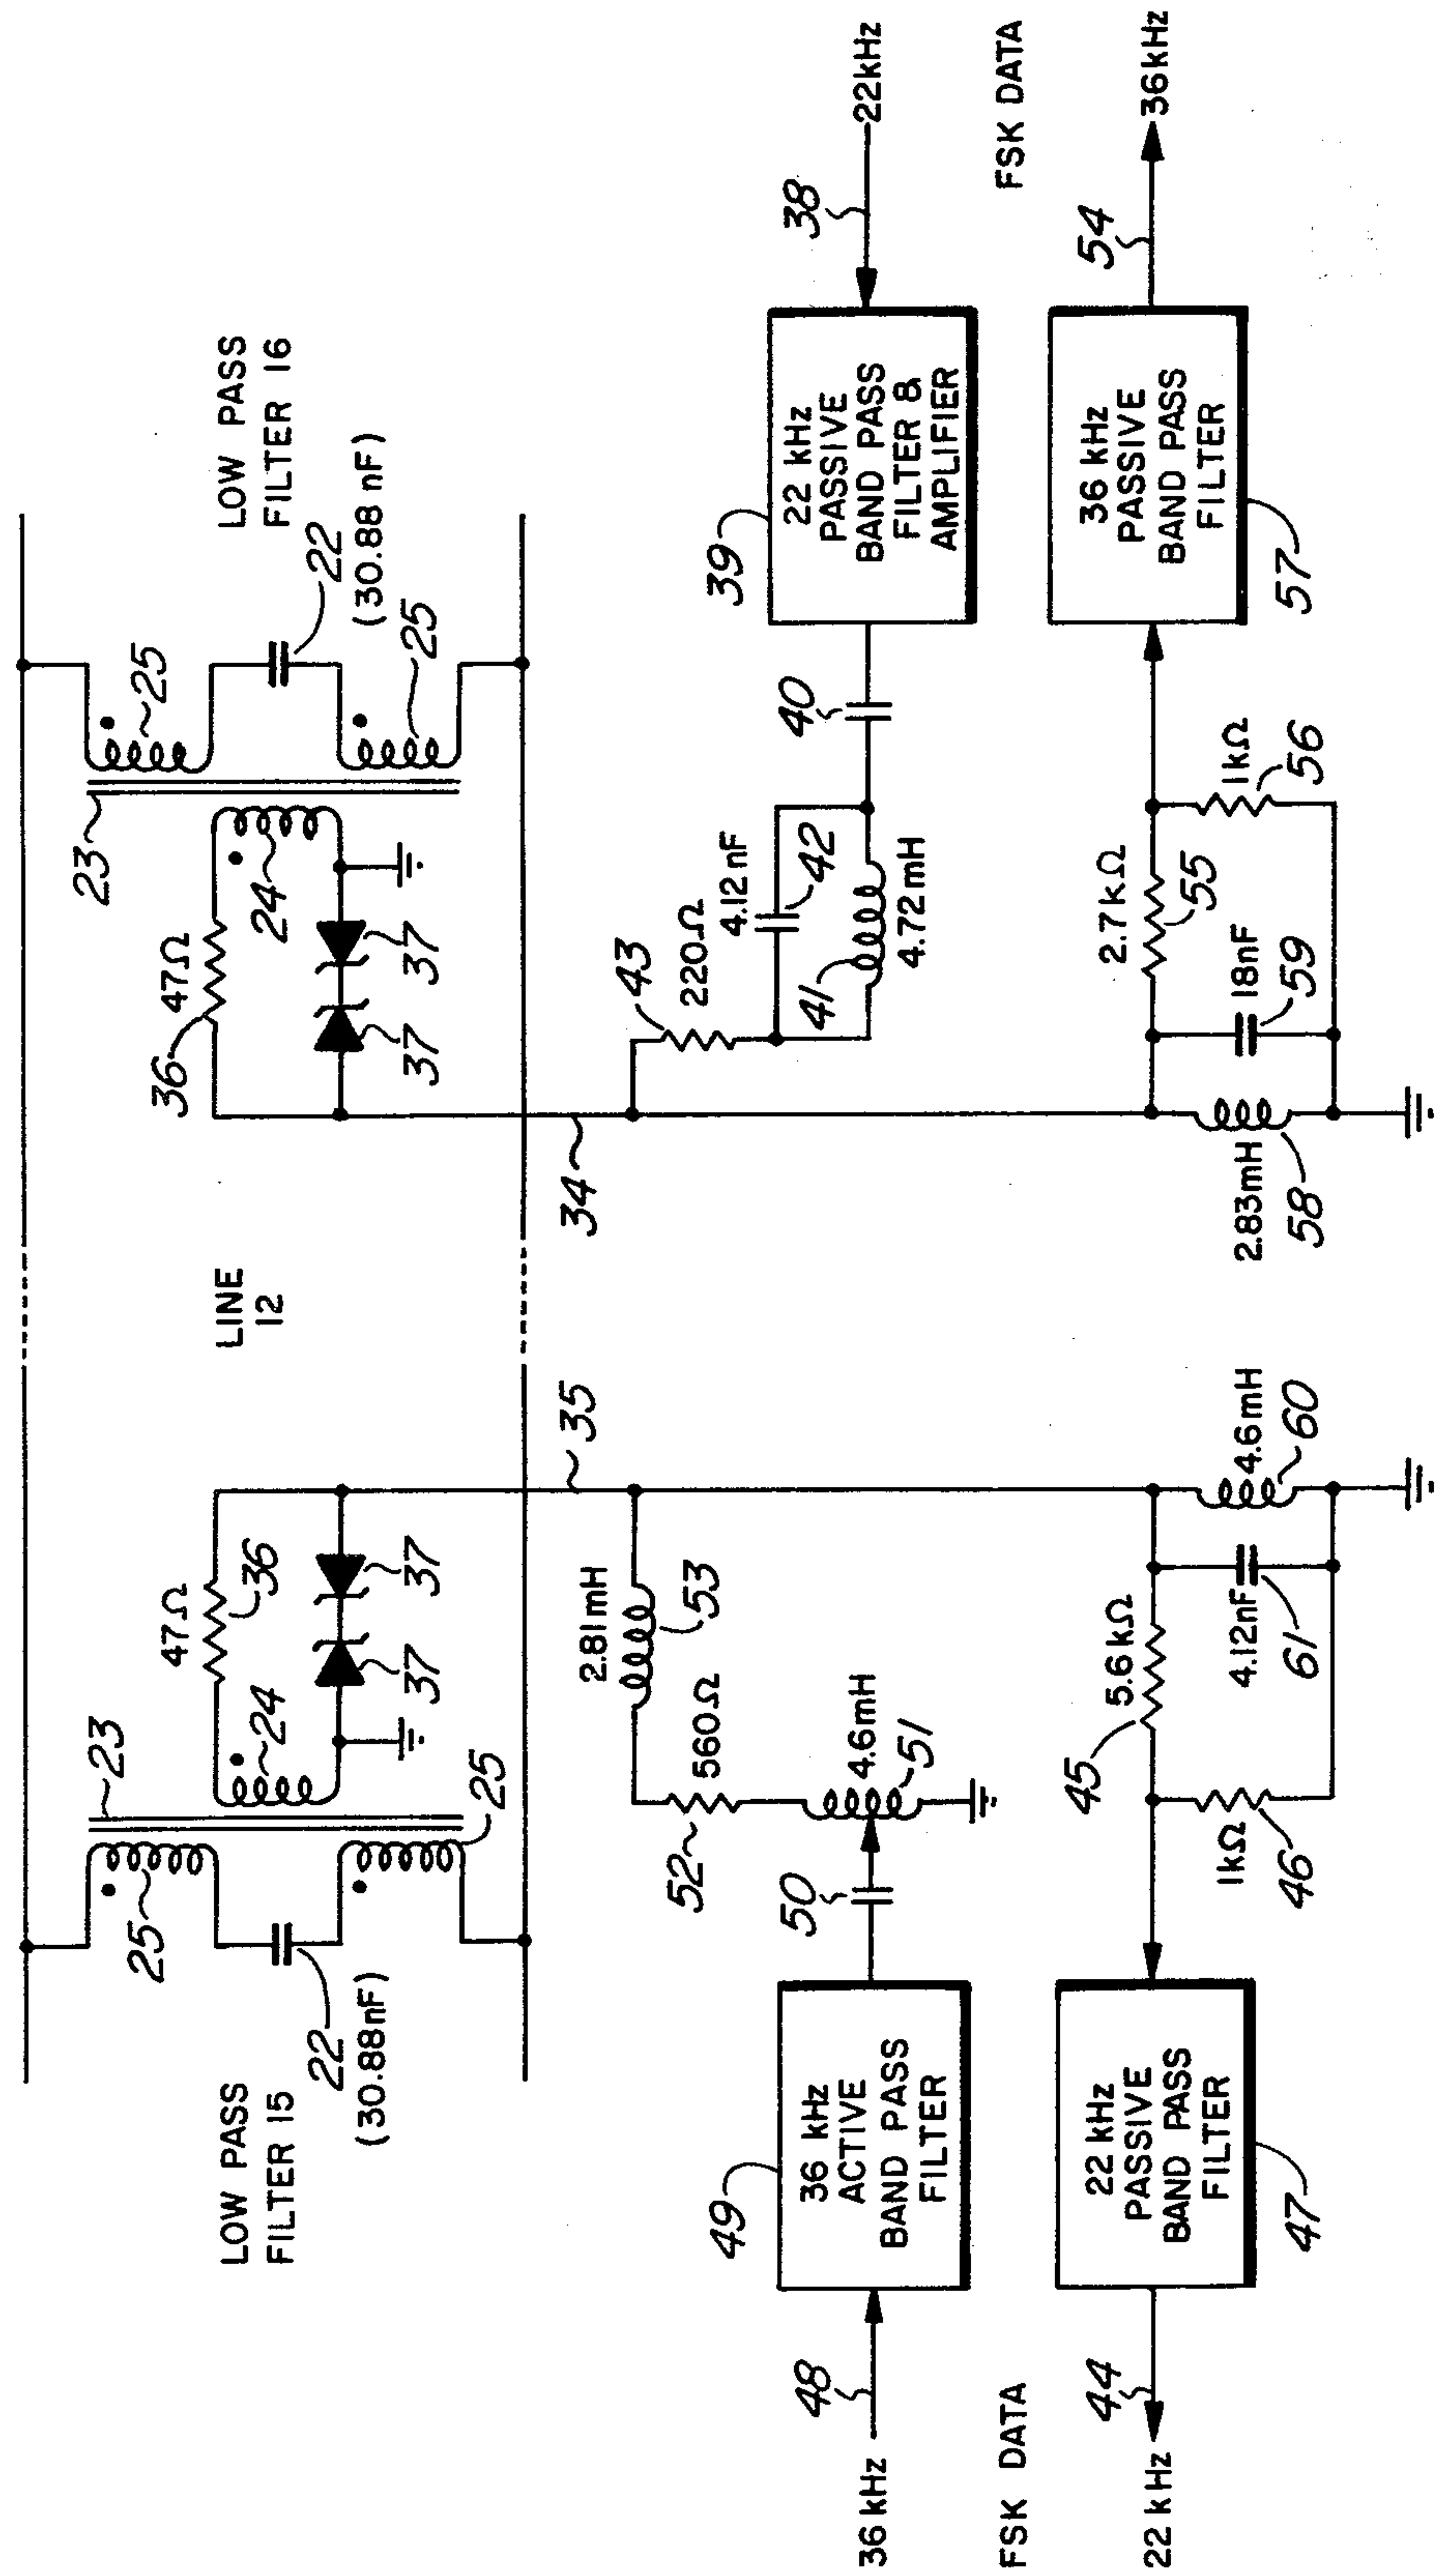 LOW PASS
FILTER 15
22
(30.88nF)
25
25
23
24
47Ω
36
37
37
35
LINE
12
34
LOW PASS
FILTER 16
22
(30.88 nF)
25
25
23
24
47Ω
36
37
37
36 kHz
48
49
36 kHz
ACTIVE
BAND PASS
FILTER
50
4.6mH
51
52
560Ω
2.81mH
53
FSK DATA
22 kHz
44
22 kHz
PASSIVE
BAND PASS
FILTER
47
45
5.6kΩ
1kΩ
46
4.12nF
61
4.6mH
60
43
220Ω
4.12nF
42
41
4.72mH
40
39
22 kHz
PASSIVE
BAND PASS
FILTER &
AMPLIFIER
38
22kHz
FSK DATA
2.83mH
58
18nF
59
2.7kΩ
55
1kΩ
56
36 kHz
PASSIVE
BAND PASS
FILTER
57
54
36kHz